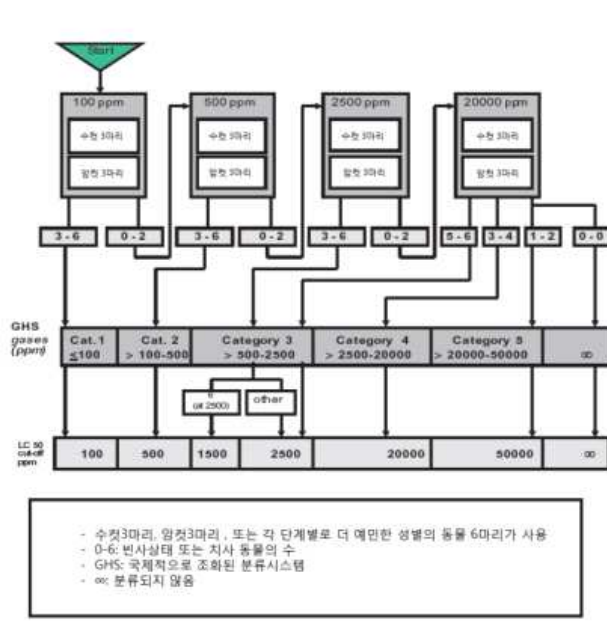 Start
100 ppm
500 ppm
2500 ppm
20000 ppm
수컷 3마리
수컷 3마리
수컷 3마리
수컷 3마리
암컷 3마리
암컷 3마리
암컷 3마리
암컷 3마리
3 - 6
0 - 2
3 - 6
0 - 2
3 - 6
0 - 2
5 - 6
3 - 4
1 - 2
0 - 0
GHS
gases
(ppm)
Cat. 1
≤100
Cat. 2
> 100-500
Category 3
> 500-2500
Category 4
> 2500-20000
Category 5
> 20000-50000
∞
6
(at 2500)
other
LC 50
cut-off
ppm
100
500
1500
2500
20000
50000
∞
- 수컷3마리, 암컷3마리 , 또는 각 단계별로 더 예민한 성별의 동물 6마리가 사용
- 0-6: 빈사상태 또는 치사 동물의 수
- GHS: 국제적으로 조화된 분류시스템
- ∞: 분류되지 않음